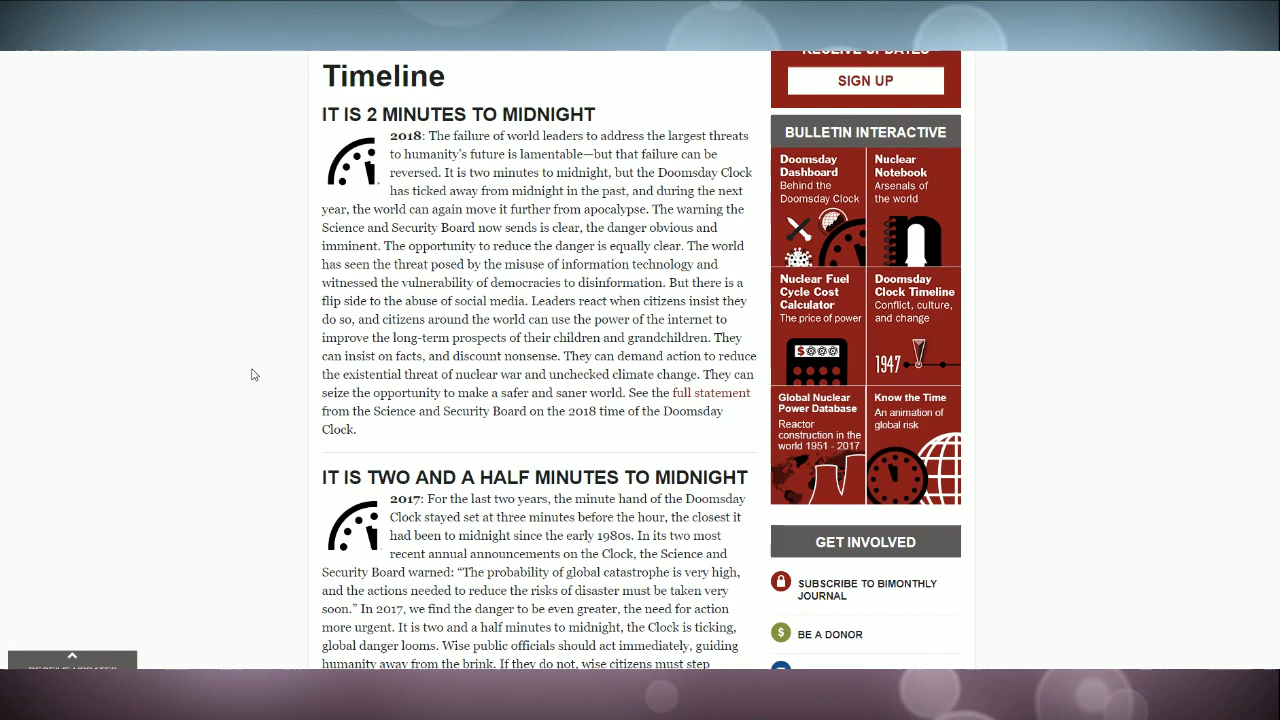 RECEIVE UPDATES
SIGN UP
Timeline
IT IS 2 MINUTES TO MIDNIGHT
2018: The failure of world leaders to address the largest threats
to humanity’s future is lamentable—but that failure can be
reversed. It is two minutes to midnight, but the Doomsday Clock
has ticked away from midnight in the past, and during the next
year, the world can again move it further from apocalypse. The warning the
Science and Security Board now sends is clear, the danger obvious and
imminent. The opportunity to reduce the danger is equally clear. The world
has seen the threat posed by the misuse of information technology and
witnessed the vulnerability of democracies to disinformation. But there is a
flip side to the abuse of social media. Leaders react when citizens insist they
do so, and citizens around the world can use the power of the internet to
improve the long-term prospects of their children and grandchildren. They
can insist on facts, and discount nonsense. They can demand action to reduce
the existential threat of nuclear war and unchecked climate change. They can
seize the opportunity to make a safer and saner world. See the full statement
from the Science and Security Board on the 2018 time of the Doomsday
Clock.
IT IS TWO AND A HALF MINUTES TO MIDNIGHT
2017: For the last two years, the minute hand of the Doomsday
Clock stayed set at three minutes before the hour, the closest it
had been to midnight since the early 1980s. In its two most
recent annual announcements on the Clock, the Science and
Security Board warned: “The probability of global catastrophe is very high,
and the actions needed to reduce the risks of disaster must be taken very
soon.” In 2017, we find the danger to be even greater, the need for action
more urgent. It is two and a half minutes to midnight, the Clock is ticking,
global danger looms. Wise public officials should act immediately, guiding
humanity away from the brink. If they do not, wise citizens must step
BULLETIN INTERACTIVE
Doomsday
Dashboard
Behind the
Doomsday Clock
Nuclear
Notebook
Arsenals of
the world
n
Nuclear Fuel
Cycle Cost
Calculator
The price of power
$
Doomsday
Clock Timeline
Conflict, culture,
and change
1947
Global Nuclear
Power Database
Reactor
construction in the
world 1951 - 2017
Know the Time
An animation of
global risk
GET INVOLVED
SUBSCRIBE TO BIMONTHLY
JOURNAL
$ BE A DONOR
RECEIVE UPDATES